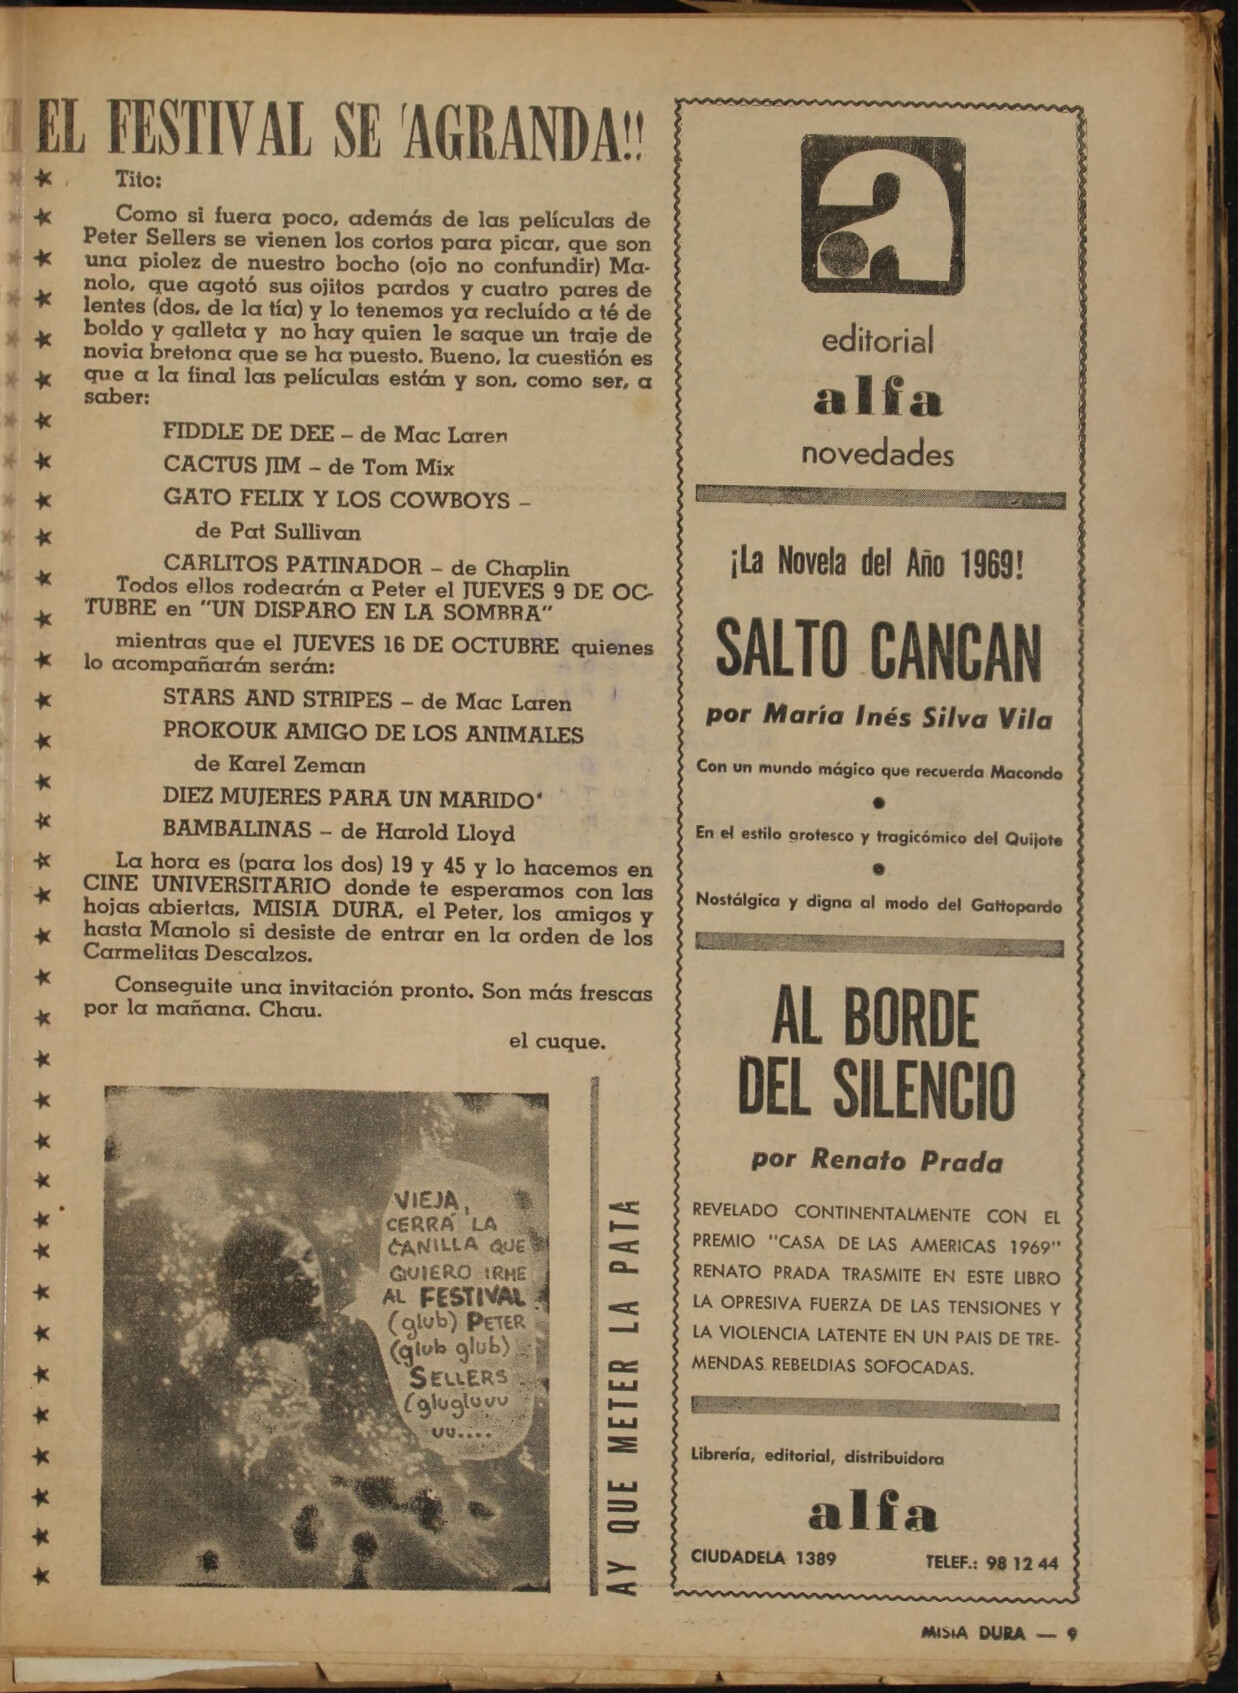 EL FESTIVAL SE 'AGRANDA!!
Tito:
Como si fuera poco, además de las películas de
Peter Sellers se vienen los cortos para picar, que son
una piolez de nuestro bocho (ojo no confundir) Ma-
nolo, que agotó sus ojitos pardos y cuatro pares de
lentes (dos, de la tía) y lo tenemos ya recluído a té de
boldo y galleta y no hay quien le saque un traje de
novia bretona que se ha puesto. Bueno, la cuestión es
que a la final las películas están y son, como ser, a
saber:
FIDDLE DE DEE – de Mac Laren
CACTUS JIM – de Tom Mix
GATO FELIX Y LOS COWBOYS –
de Pat Sullivan
CARLITOS PATINADOR – de Chaplin
Todos ellos rodearán a Peter el JUEVES 9 DE OC-
TUBRE en "UN DISPARO EN LA SOMBRA"
mientras que el JUEVES 16 DE OCTUBRE quienes
lo acompañarán serán:
STARS AND STRIPES – de Mac Laren
PROKOUK AMIGO DE LOS ANIMALES
de Karel Zeman
DIEZ MUJERES PARA UN MARIDO'
BAMBALINAS – de Harold Lloyd
La hora es (para los dos) 19 y 45 y lo hacemos en
CINE UNIVERSITARIO donde te esperamos con las
hojas abiertas, MISIA DURA, el Peter, los amigos y
hasta Manolo si desiste de entrar en la orden de los
Carmelitas Descalzos.
Conseguite una invitación pronto. Son más frescas
por la mañana. Chau.
el cuque.
VIEJA,
CERRÁ LA
CANILLA QUE
QUIERO IRME
AL FESTIVAL
(glub) PETER
(glub glub)
SELLERS
(glugluuu
uu....
AY QUE METER LA PATA
a
editorial
alfa
novedades
¡La Novela del Año 1969!
SALTO CANCAN
por María Inés Silva Vila
Con un mundo mágico que recuerda Macondo
En el estilo grotesco y tragicómico del Quijote
Nostálgica y digna al modo del Gattopardo
AL BORDE
DEL SILENCIO
por Renato Prada
REVELADO CONTINENTALMENTE CON EL
PREMIO "CASA DE LAS AMERICAS 1969"
RENATO PRADA TRASMITE EN ESTE LIBRO
LA OPRESIVA FUERZA DE LAS TENSIONES Y
LA VIOLENCIA LATENTE EN UN PAIS DE TRE-
MENDAS REBELDIAS SOFOCADAS.
Librería, editorial, distribuidora
alfa
CIUDADELA 1389 TELEF.: 98 12 44
MISIA DURA — 9